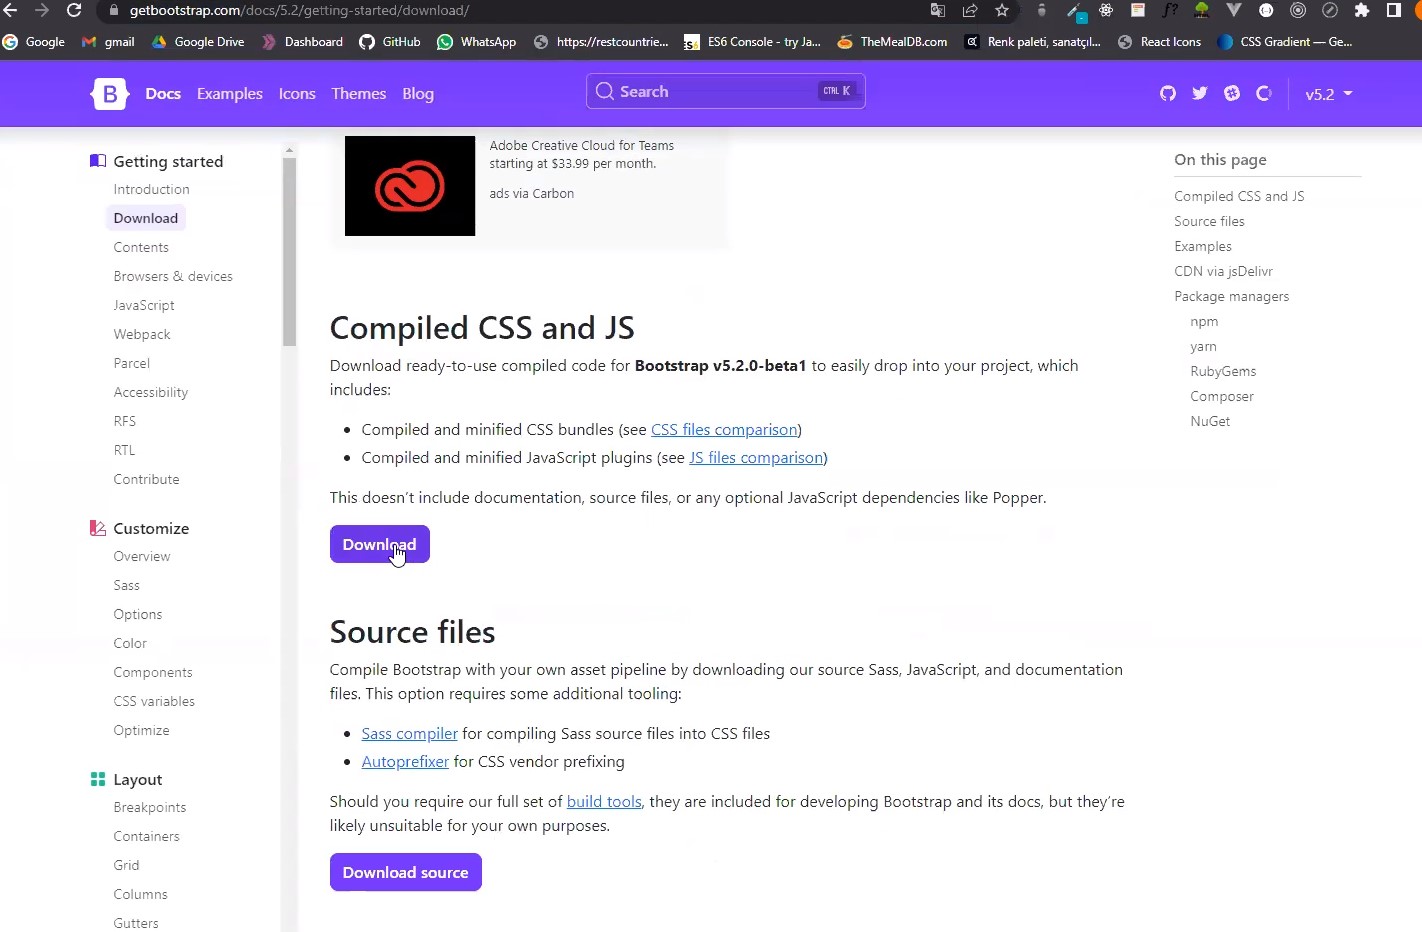 getbootstrap.com/docs/5.2/getting-started/download/
Google
gmail
Google Drive
Dashboard
GitHub
WhatsApp
https://restcountrie...
ES6 Console – try Ja...
TheMealDB.com
Renk paleti, sanatçıl...
React Icons
CSS Gradient — Ge...
B
Docs
Examples
Icons
Themes
Blog
Search
CTRL K
v5.2
Getting started
Introduction
Download
Contents
Browsers & devices
JavaScript
Webpack
Parcel
Accessibility
RFS
RTL
Contribute
Customize
Overview
Sass
Options
Color
Components
CSS variables
Optimize
Layout
Breakpoints
Containers
Grid
Columns
Gutters
Adobe Creative Cloud for Teams
starting at $33.99 per month.
ads via Carbon
Compiled CSS and JS
Download ready-to-use compiled code for Bootstrap v5.2.0-beta1 to easily drop into your project, which
includes:
• Compiled and minified CSS bundles (see CSS files comparison)
• Compiled and minified JavaScript plugins (see JS files comparison)
This doesn’t include documentation, source files, or any optional JavaScript dependencies like Popper.
Download
Source files
Compile Bootstrap with your own asset pipeline by downloading our source Sass, JavaScript, and documentation
files. This option requires some additional tooling:
• Sass compiler for compiling Sass source files into CSS files
• Autoprefixer for CSS vendor prefixing
Should you require our full set of build tools, they are included for developing Bootstrap and its docs, but they’re
likely unsuitable for your own purposes.
Download source
On this page
Compiled CSS and JS
Source files
Examples
CDN via jsDelivr
Package managers
npm
yarn
RubyGems
Composer
NuGet